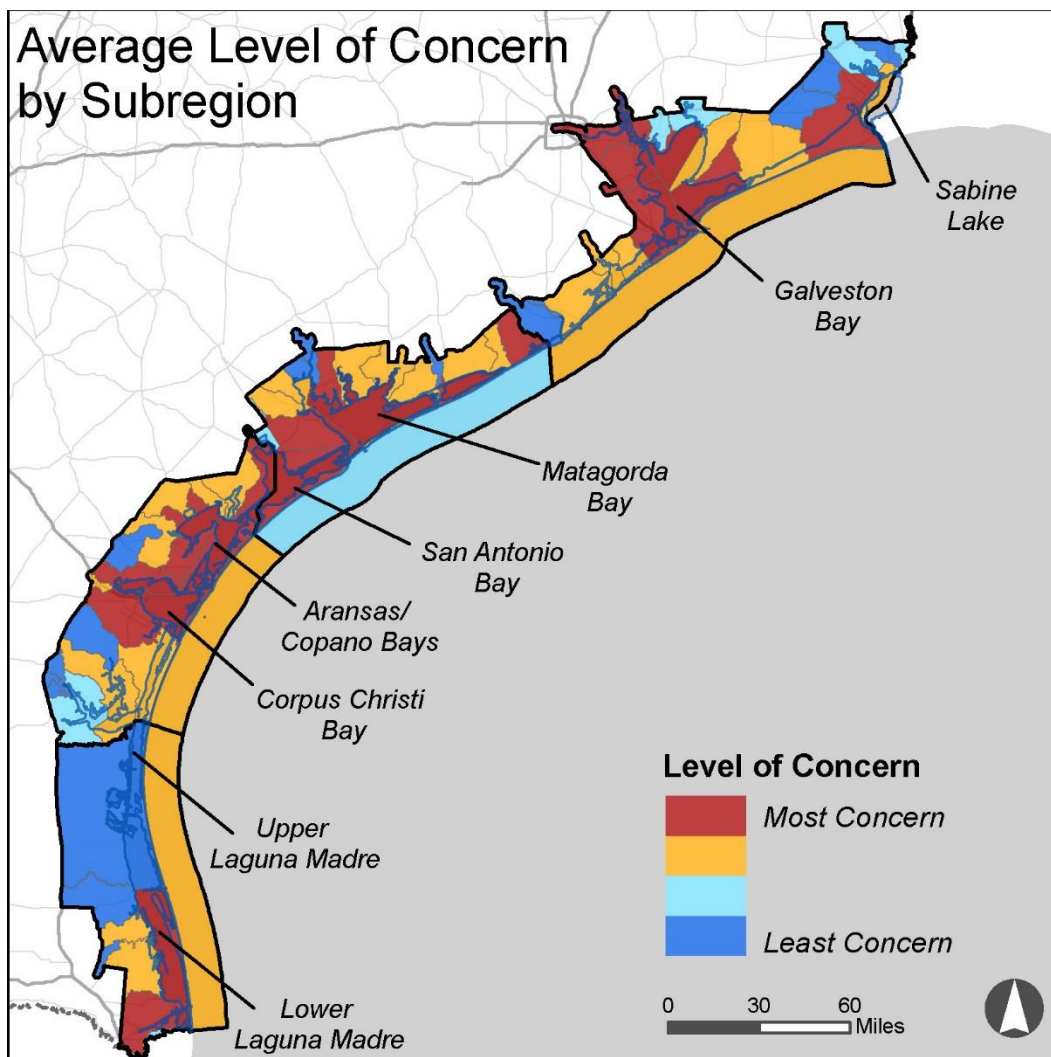 Average Level of Concern
by Subregion
Sabine
Lake
Galveston
Bay
Matagorda
Bay
San Antonio
Bay
Aransas/
Copano Bays
Corpus Christi
Bay
Upper
Laguna Madre
Lower
Laguna Madre
Level of Concern
Most Concern
Least Concern
0 30 60
Miles